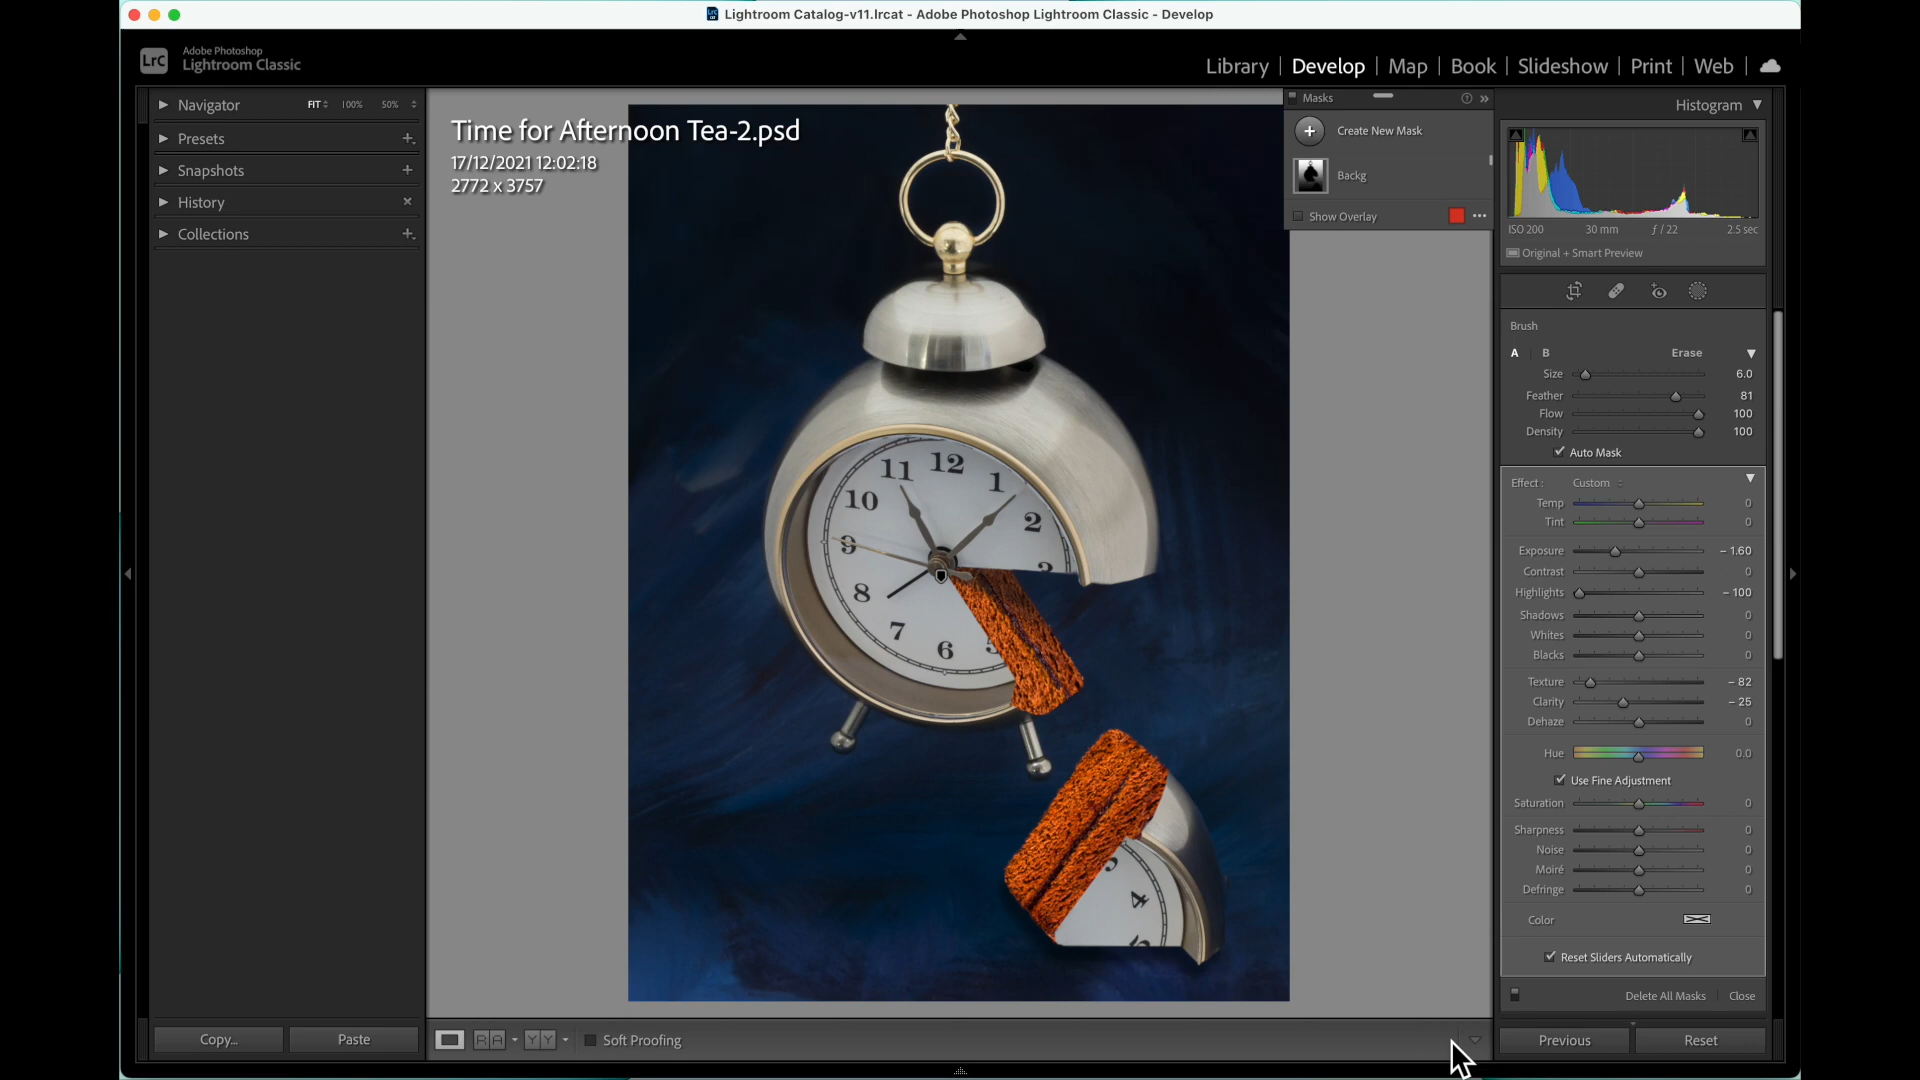 Lightroom Catalog-v11.lrcat - Adobe Photoshop Lightroom Classic - Develop
LrC
Adobe Photoshop
Lightroom Classic
Library | Develop | Map | Book | Slideshow | Print | Web
Navigator FIT 100% 50%
Presets
Snapshots
History
Collections
Copy...
Paste
Time for Afternoon Tea-2.psd
17/12/2021 12:02:18
2772 x 3757
11 12 1
10 2
9 3
8
7 6 5
4
5
Masks
Create New Mask
Backg
Show Overlay
Soft Proofing
Histogram
ISO 200 30 mm ƒ / 22 2.5 sec
Original + Smart Preview
Brush
A B Erase
Size 6.0
Feather 81
Flow 100
Density 100
Auto Mask
Effect : Custom
Temp 0
Tint 0
Exposure – 1.60
Contrast 0
Highlights – 100
Shadows 0
Whites 0
Blacks 0
Texture – 82
Clarity – 25
Dehaze 0
Hue 0.0
Use Fine Adjustment
Saturation 0
Sharpness 0
Noise 0
Moiré 0
Defringe 0
Color
Reset Sliders Automatically
Delete All Masks Close
Previous
Reset